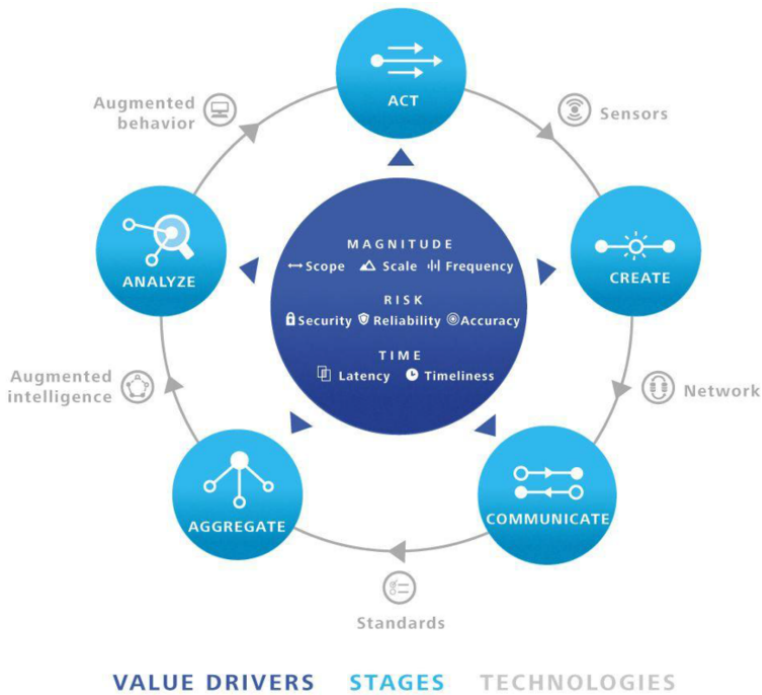 ACT
Augmented
behavior
Sensors
MAGNITUDE
Scope Scale Frequency
RISK
Security Reliability Accuracy
TIME
Latency Timeliness
ANALYZE
CREATE
Augmented
intelligence
Network
AGGREGATE
COMMUNICATE
Standards
VALUE DRIVERS STAGES TECHNOLOGIES